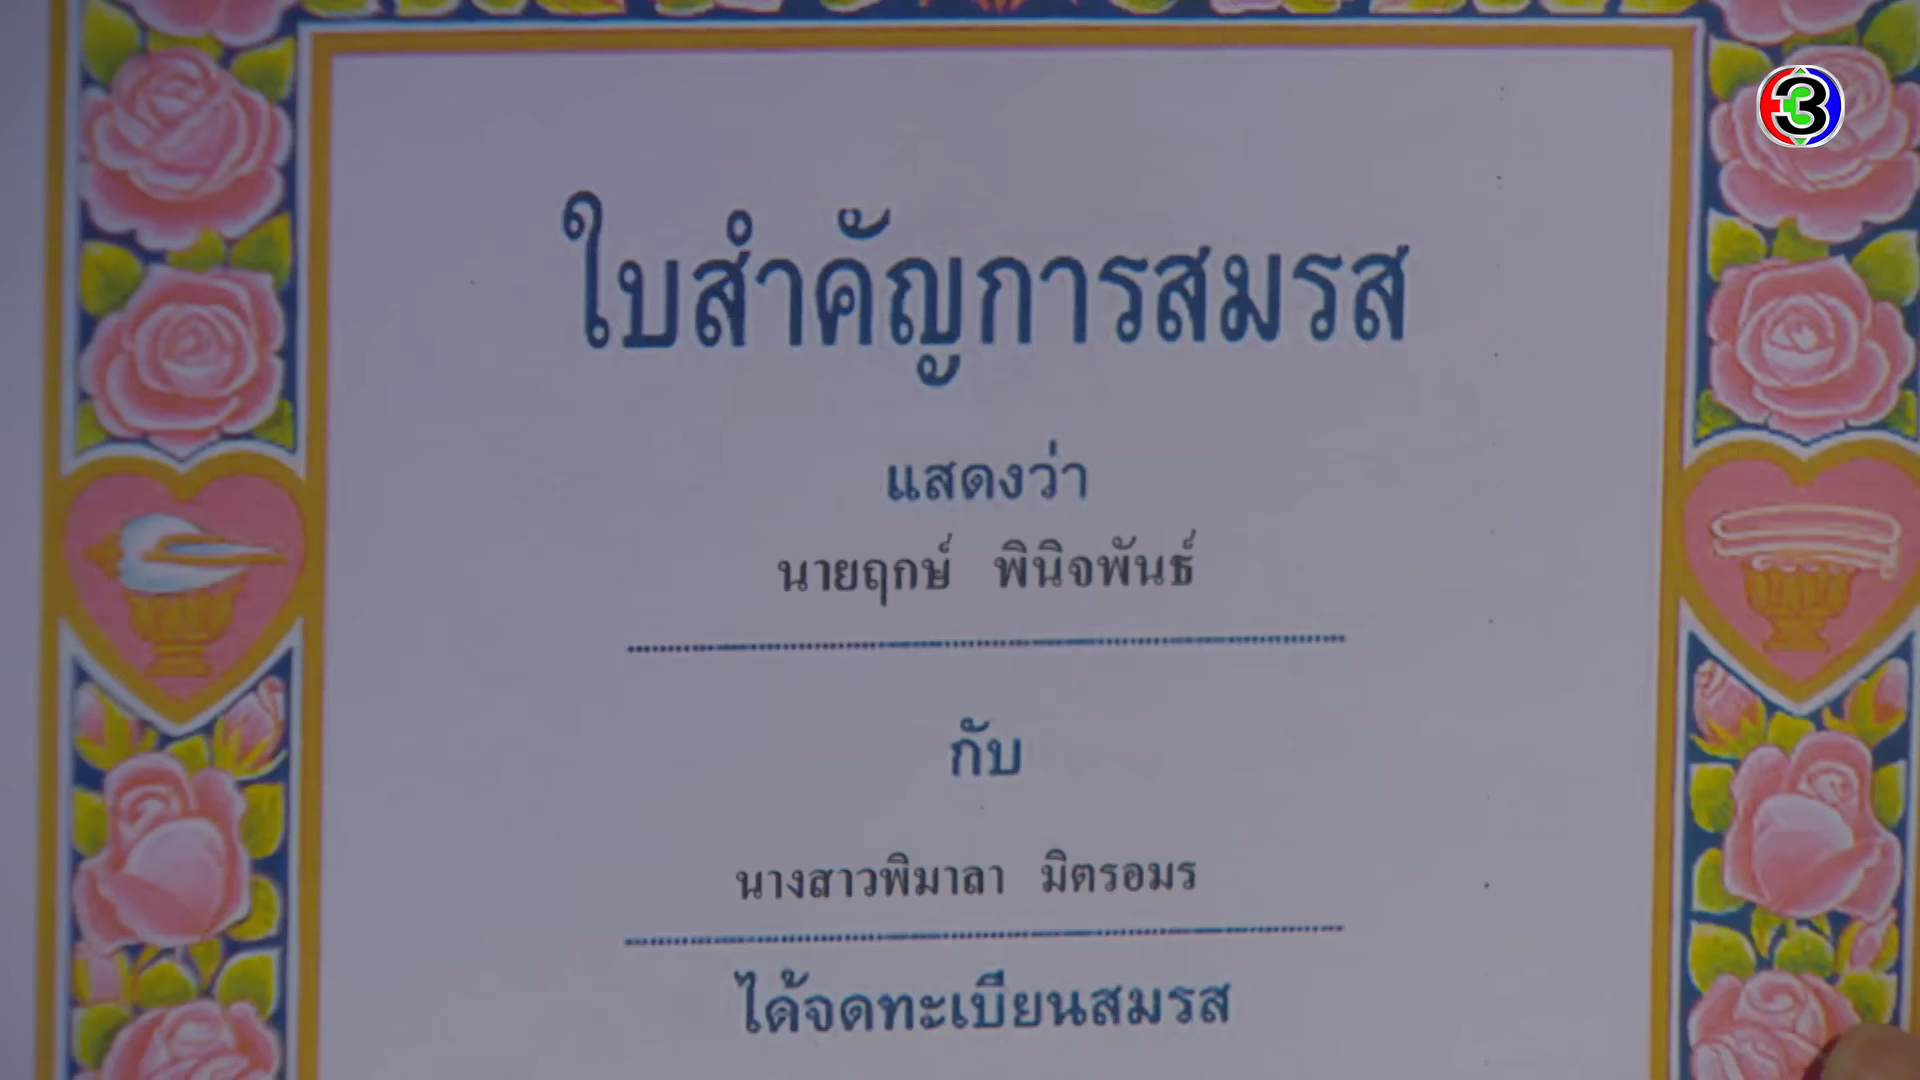 3
ใบสำคัญการสมรส
แสดงว่า
นายฤกษ์ พินิจพันธ์
กับ
นางสาวพิมาลา มิตรอมร
ได้จดทะเบียนสมรส